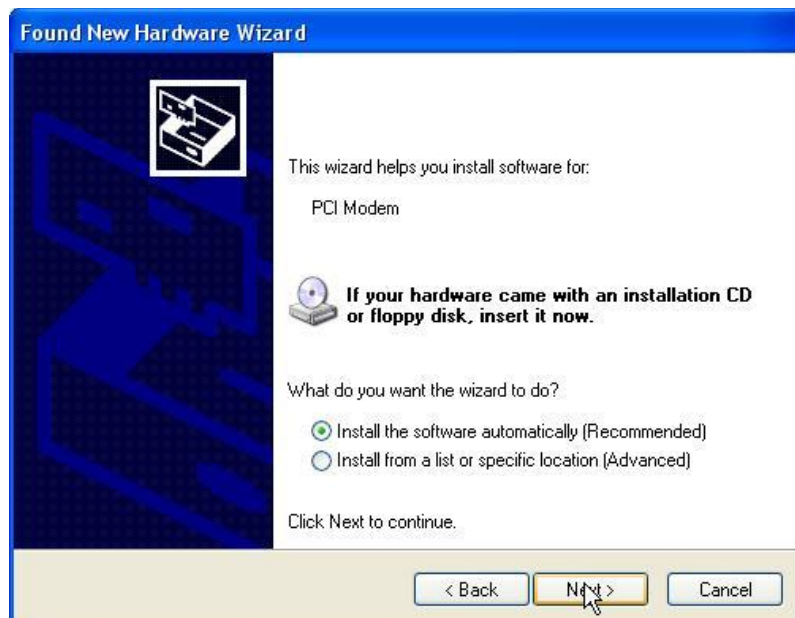 Found New Hardware Wizard
This wizard helps you install software for:
PCI Modem
If your hardware came with an installation CD
or floppy disk, insert it now.
What do you want the wizard to do?
Install the software automatically (Recommended)
Install from a list or specific location (Advanced)
Click Next to continue.
< Back Next > Cancel